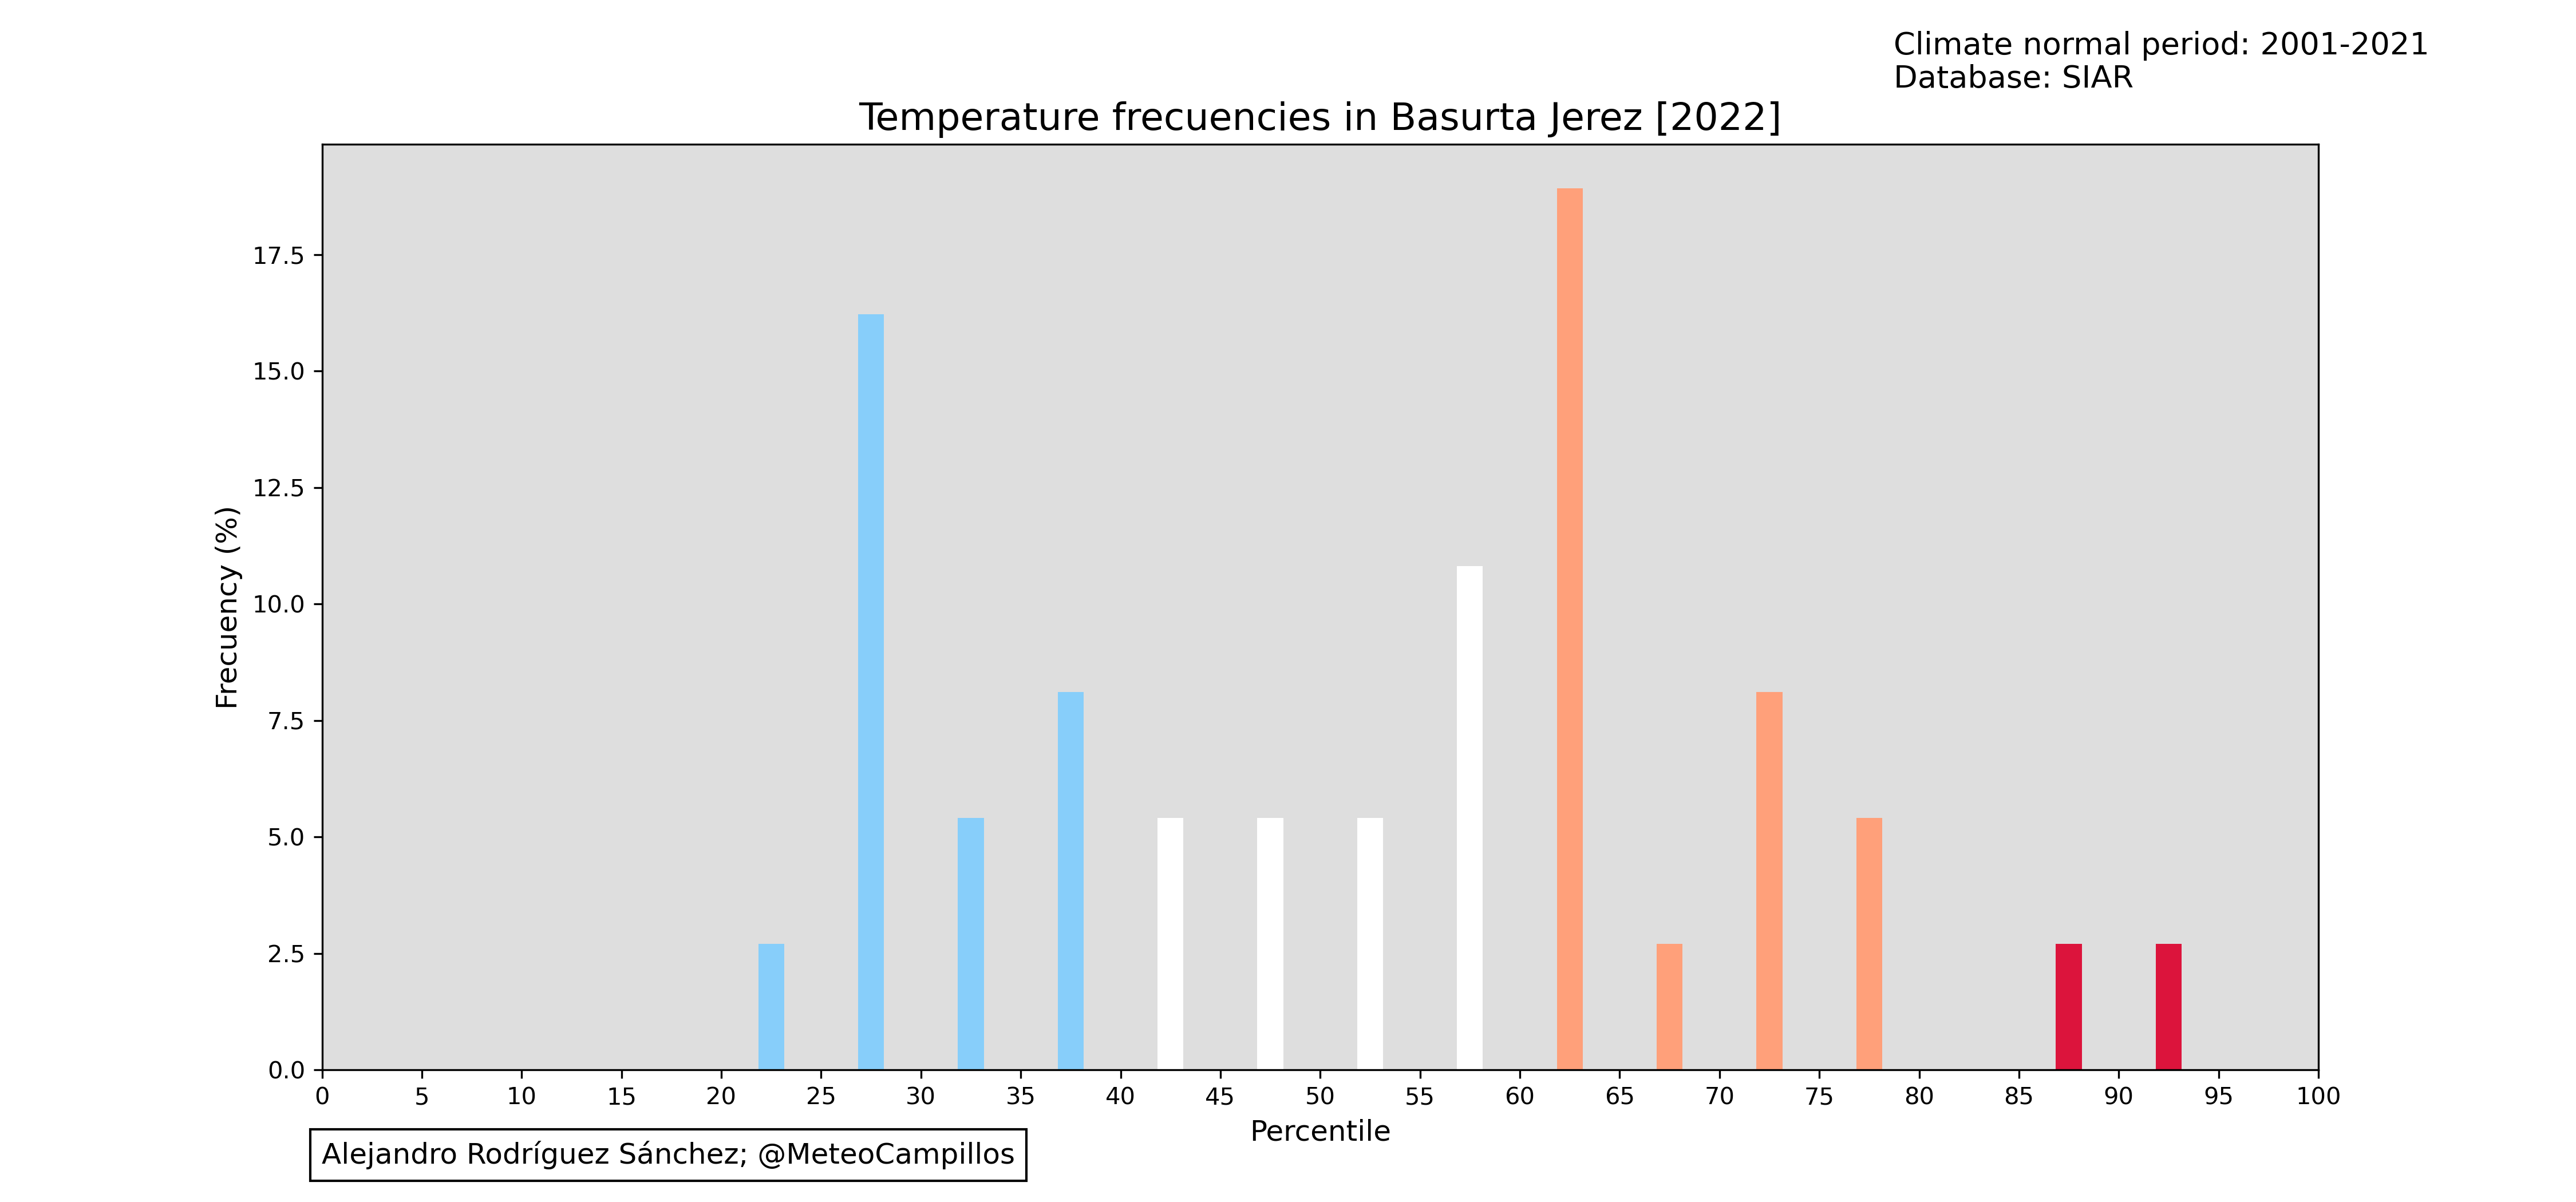 Climate normal period: 2001-2021
Database: SIAR
Temperature frecuencies in Basurta Jerez [2022]
17.5
15.0
12.5
10.0
7.5
5.0
2.5
0.0
Frecuency (%)
0 5 10 15 20 25 30 35 40 45 50 55 60 65 70 75 80 85 90 95 100
Percentile
Alejandro Rodríguez Sánchez; @MeteoCampillos